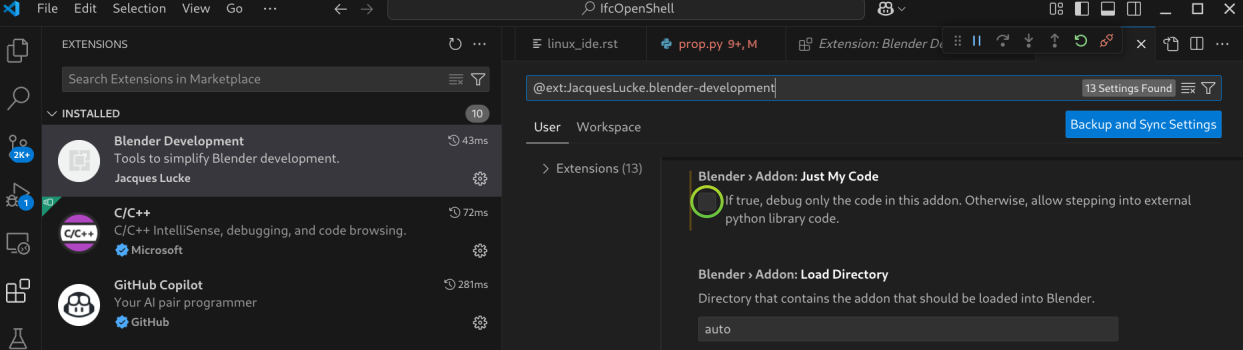 File Edit Selection View Go ··· IfcOpenShell
EXTENSIONS
Search Extensions in Marketplace
INSTALLED 10
Blender Development 43ms
Tools to simplify Blender development.
Jacques Lucke
C/C++ 72ms
C/C++ IntelliSense, debugging, and code browsing.
Microsoft
GitHub Copilot 281ms
Your AI pair programmer
GitHub
2K+
1
C/C++
linux_ide.rst prop.py 9+, M Extension: Blender De
@ext:JacquesLucke.blender-development 13 Settings Found
User Workspace Backup and Sync Settings
Extensions (13)
Blender › Addon: Just My Code
If true, debug only the code in this addon. Otherwise, allow stepping into external
python library code.
Blender › Addon: Load Directory
Directory that contains the addon that should be loaded into Blender.
auto